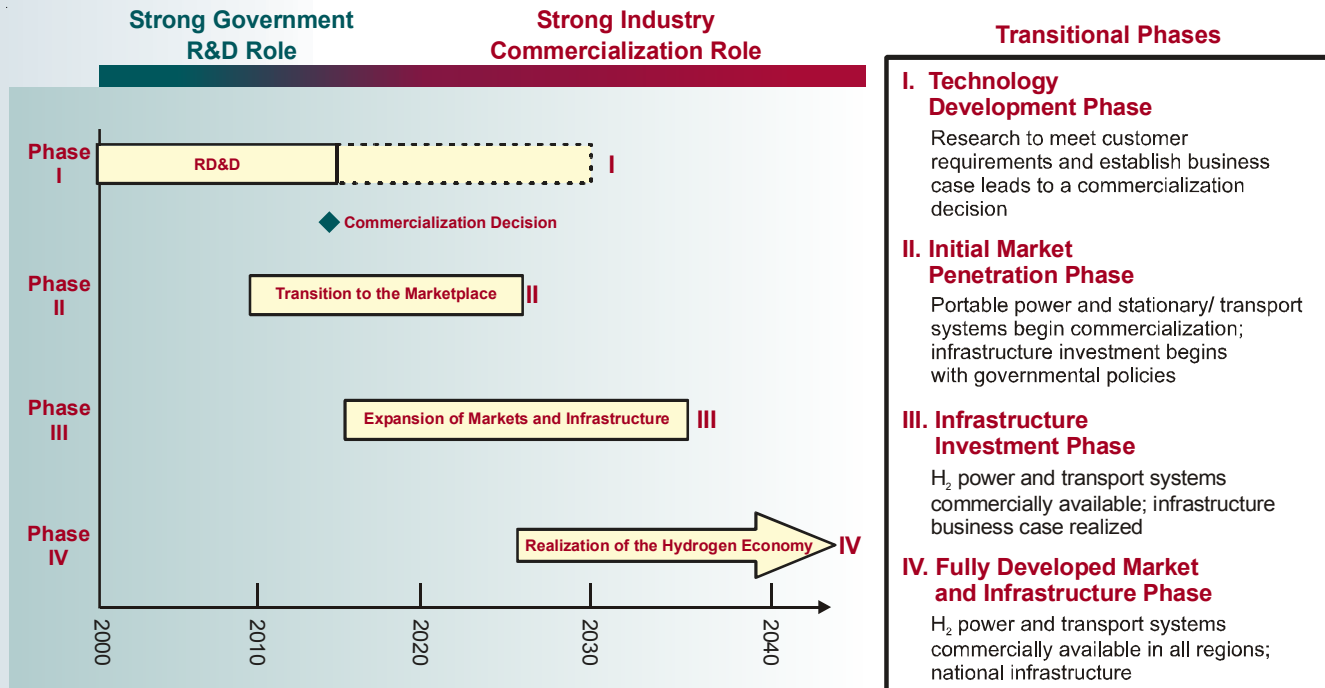 Strong Government
R&D Role
Strong Industry
Commercialization Role
Phase
I
RD&D
I
Commercialization Decision
Phase
II
Transition to the Marketplace
II
Phase
III
Expansion of Markets and Infrastructure
III
Phase
IV
Realization of the Hydrogen Economy
IV
2000
2010
2020
2030
2040
Transitional Phases
I. Technology
Development Phase
Research to meet customer
requirements and establish business
case leads to a commercialization
decision
II. Initial Market
Penetration Phase
Portable power and stationary/ transport
systems begin commercialization;
infrastructure investment begins
with governmental policies
III. Infrastructure
Investment Phase
H₂ power and transport systems
commercially available; infrastructure
business case realized
IV. Fully Developed Market
and Infrastructure Phase
H₂ power and transport systems
commercially available in all regions;
national infrastructure